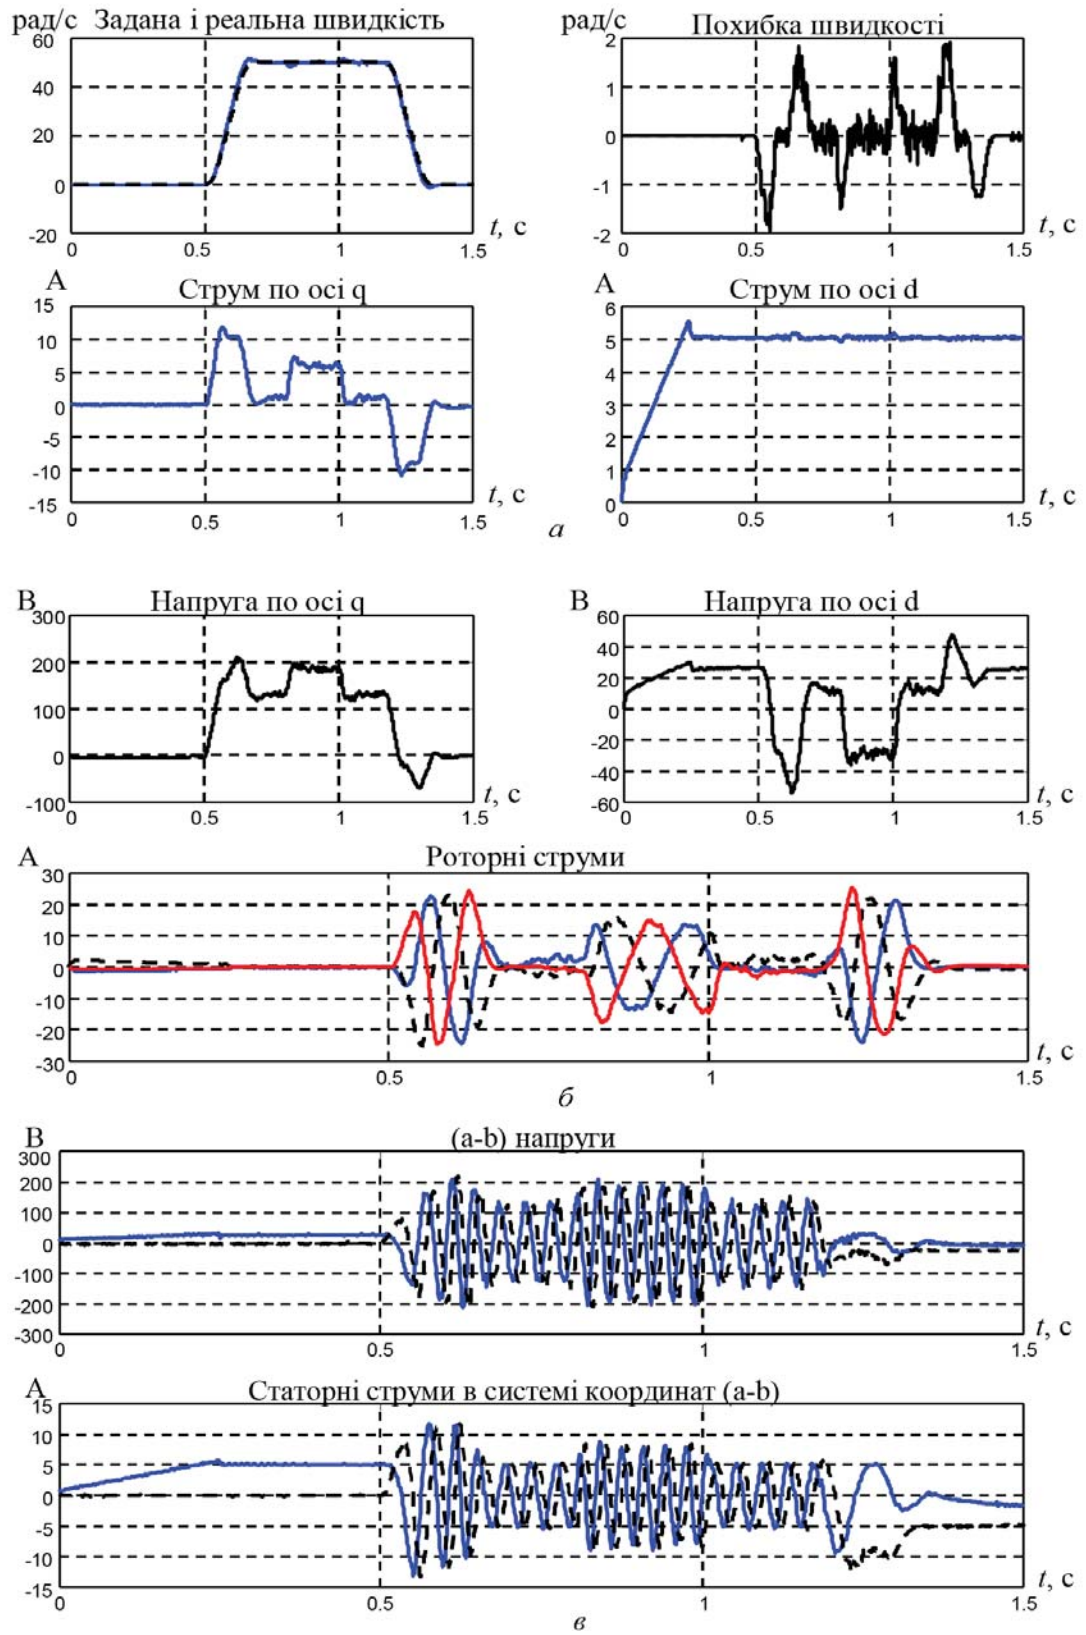 рад/с Задана і реальна швидкість
60
40
20
0
-20
0 0.5 1 1.5
t, с
рад/с Похибка швидкості
2
1
0
-1
-2
0 0.5 1 1.5
t, с
А Струм по осі q
15
10
5
0
-5
-10
-15
0 0.5 1 1.5
t, с
А Струм по осі d
6
5
4
3
2
1
0
0 0.5 1 1.5
t, с
а
В Напруга по осі q
300
200
100
0
-100
0 0.5 1 1.5
t, с
В Напруга по осі d
60
40
20
0
-20
-40
-60
0 0.5 1 1.5
t, с
А Роторні струми
30
20
10
0
-10
-20
-30
0 0.5 1 1.5
t, с
б
В (a-b) напруги
300
200
100
0
-100
-200
-300
0 0.5 1 1.5
t, с
А Статорні струми в системі координат (a-b)
15
10
5
0
-5
-10
-15
0 0.5 1 1.5
t, с
в